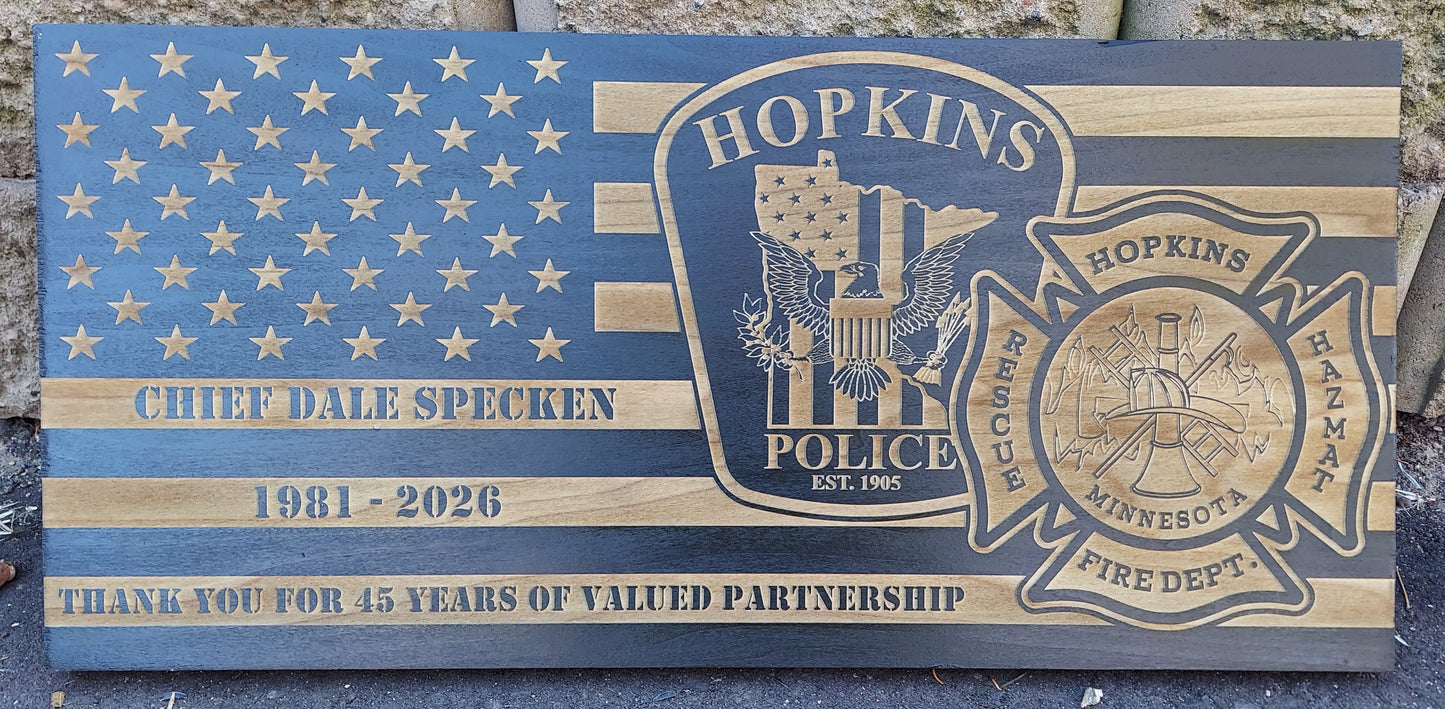 HOPKINS
POLICE
EST. 1905
HOPKINS
RESCUE
HAZMAT
MINNESOTA
FIRE DEPT.
CHIEF DALE SPECKEN
1981 - 2026
THANK YOU FOR 45 YEARS OF VALUED PARTNERSHIP